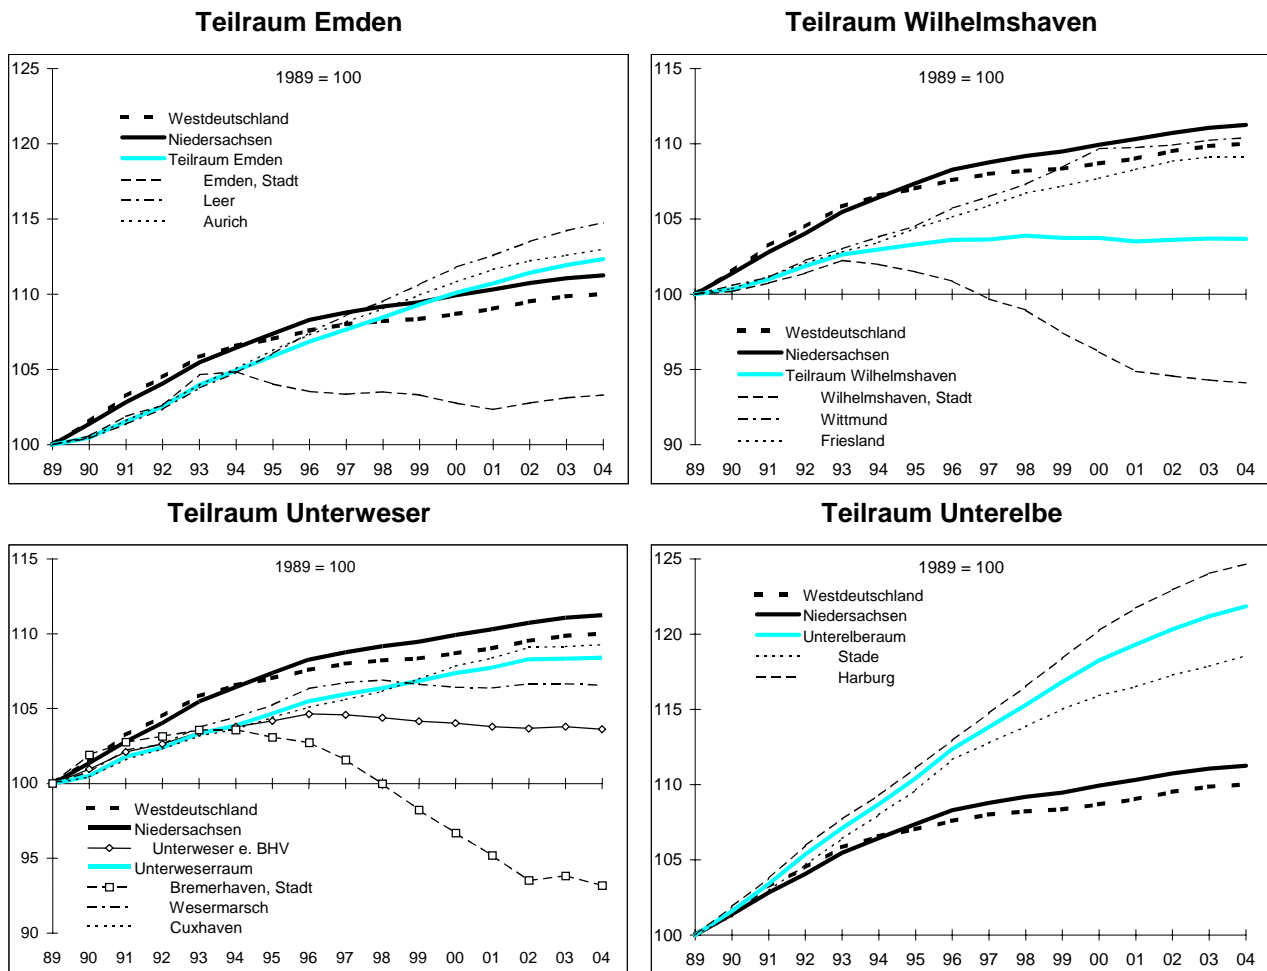 Teilraum Emden
1989 = 100
125
120
115
110
105
100
Westdeutschland
Niedersachsen
Teilraum Emden
Emden, Stadt
Leer
Aurich
89 90 91 92 93 94 95 96 97 98 99 00 01 02 03 04
Teilraum Wilhelmshaven
1989 = 100
115
110
105
100
95
90
Westdeutschland
Niedersachsen
Teilraum Wilhelmshaven
Wilhelmshaven, Stadt
Wittmund
Friesland
89 90 91 92 93 94 95 96 97 98 99 00 01 02 03 04
Teilraum Unterweser
1989 = 100
115
110
105
100
95
90
Westdeutschland
Niedersachsen
Unterweser e. BHV
Unterweserraum
Bremerhaven, Stadt
Wesermarsch
Cuxhaven
89 90 91 92 93 94 95 96 97 98 99 00 01 02 03 04
Teilraum Unterelbe
1989 = 100
125
120
115
110
105
100
Westdeutschland
Niedersachsen
Unterelberaum
Stade
Harburg
89 90 91 92 93 94 95 96 97 98 99 00 01 02 03 04